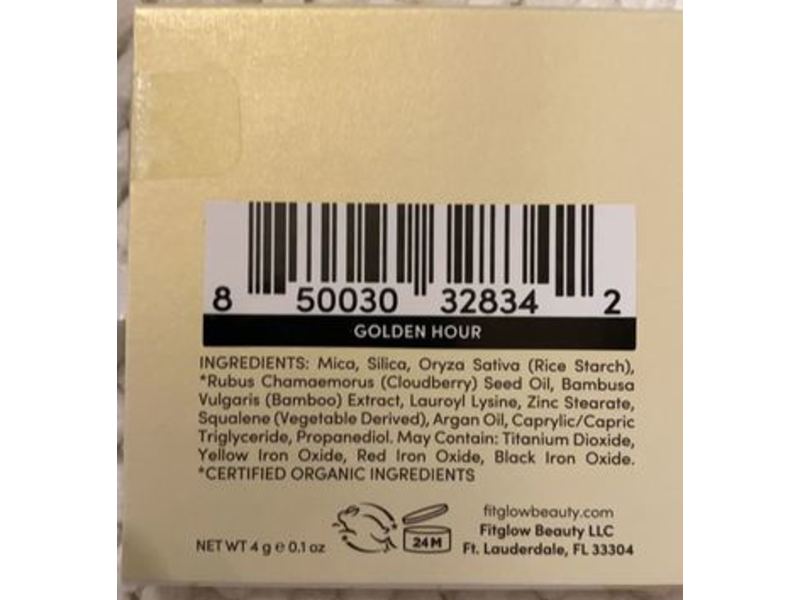 8 50030 32834 2
GOLDEN HOUR
INGREDIENTS: Mica, Silica, Oryza Sativa (Rice Starch),
*Rubus Chamaemorus (Cloudberry) Seed Oil, Bambusa
Vulgaris (Bamboo) Extract, Lauroyl Lysine, Zinc Stearate,
Squalene (Vegetable Derived), Argan Oil, Caprylic/Capric
Triglyceride, Propanediol. May Contain: Titanium Dioxide,
Yellow Iron Oxide, Red Iron Oxide, Black Iron Oxide.
*CERTIFIED ORGANIC INGREDIENTS
NET WT 4 g e 0.1 oz
24M
fitglowbeauty.com
Fitglow Beauty LLC
Ft. Lauderdale, FL 33304